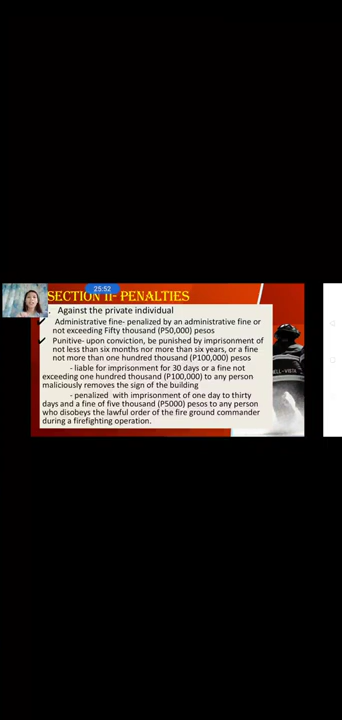 25:52
SECTION II- PENALTIES
. Against the private individual
✓ Administrative fine- penalized by an administrative fine or
not exceeding Fifty thousand (P50,000) pesos
✓ Punitive- upon conviction, be punished by imprisonment of
not less than six months nor more than six years, or a fine
not more than one hundred thousand (P100,000) pesos
- liable for imprisonment for 30 days or a fine not
exceeding one hundred thousand (P100,000) to any person
maliciously removes the sign of the building
- penalized with imprisonment of one day to thirty
days and a fine of five thousand (P5000) pesos to any person
who disobeys the lawful order of the fire ground commander
during a firefighting operation.